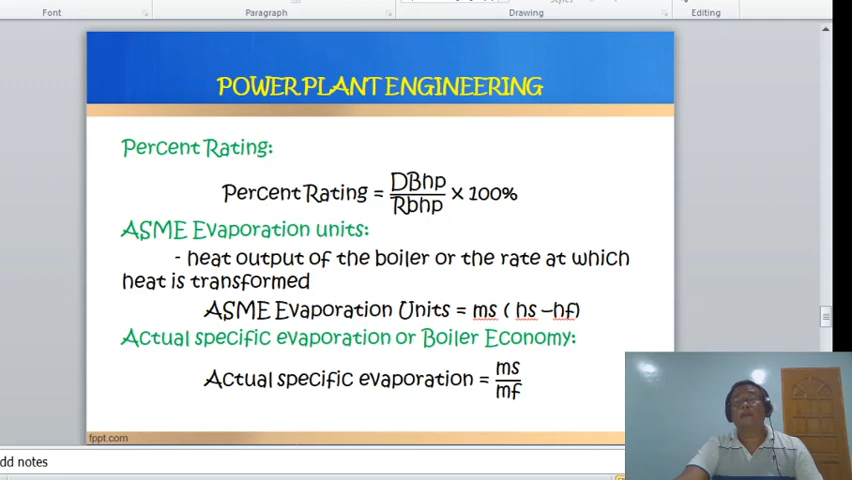 Font
Paragraph
Drawing
Editing
POWER PLANT ENGINEERING
Percent Rating:
Percent Rating = DBhp / Rbhp x 100%
ASME Evaporation units:
- heat output of the boiler or the rate at which
heat is transformed
ASME Evaporation Units = ms ( hs –hf)
Actual specific evaporation or Boiler Economy:
Actual specific evaporation = ms / mf
fppt.com
dd notes